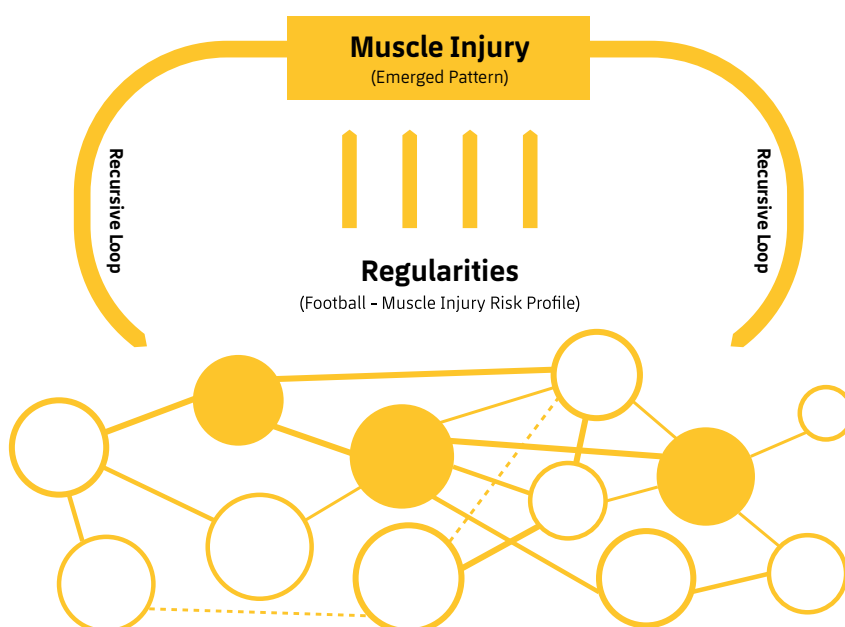 Muscle Injury
(Emerged Pattern)
Recursive Loop
Recursive Loop
Regularities
(Football - Muscle Injury Risk Profile)